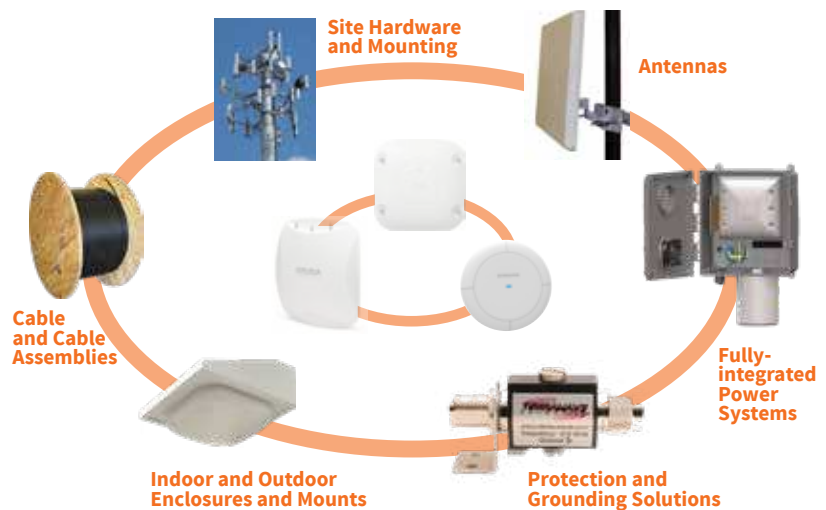 Site Hardware
and Mounting
Antennas
Cable
and Cable
Assemblies
Fully-
integrated
Power
Systems
Indoor and Outdoor
Enclosures and Mounts
Protection and
Grounding Solutions